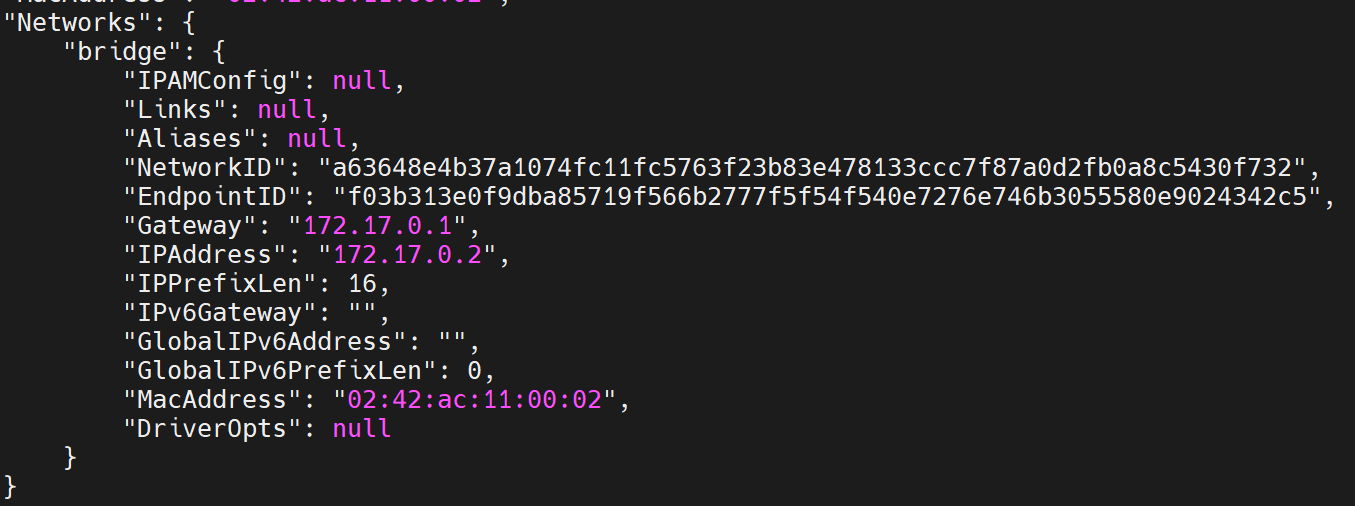 "Networks": {
"bridge": {
"IPAMConfig": null,
"Links": null,
"Aliases": null,
"NetworkID": "a63648e4b37a1074fc11fc5763f23b83e478133ccc7f87a0d2fb0a8c5430f732",
"EndpointID": "f03b313e0f9dba85719f566b2777f5f54f540e7276e746b3055580e9024342c5",
"Gateway": "172.17.0.1",
"IPAddress": "172.17.0.2",
"IPPrefixLen": 16,
"IPv6Gateway": "",
"GlobalIPv6Address": "",
"GlobalIPv6PrefixLen": 0,
"MacAddress": "02:42:ac:11:00:02",
"DriverOpts": null
}
}